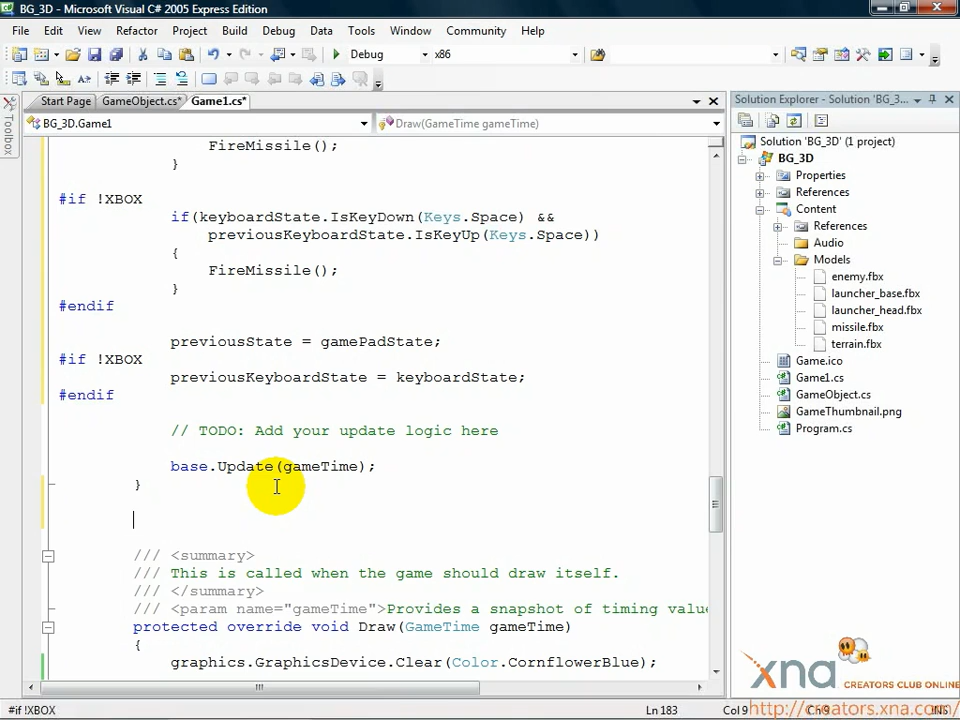 BG_3D - Microsoft Visual C# 2005 Express Edition
File Edit View Refactor Project Build Debug Data Tools Window Community Help
Debug x86
Start Page GameObject.cs* Game1.cs*
BG_3D.Game1 Draw(GameTime gameTime)
Toolbox
FireMissile();
}
#if !XBOX
if(keyboardState.IsKeyDown(Keys.Space) &&
previousKeyboardState.IsKeyUp(Keys.Space))
{
FireMissile();
}
#endif
previousState = gamePadState;
#if !XBOX
previousKeyboardState = keyboardState;
#endif
// TODO: Add your update logic here
base.Update(gameTime);
}
/// <summary>
/// This is called when the game should draw itself.
/// </summary>
/// <param name="gameTime">Provides a snapshot of timing value
protected override void Draw(GameTime gameTime)
{
graphics.GraphicsDevice.Clear(Color.CornflowerBlue);
Solution Explorer - Solution 'BG_3...
Solution 'BG_3D' (1 project)
BG_3D
Properties
References
Content
References
Audio
Models
enemy.fbx
launcher_base.fbx
launcher_head.fbx
missile.fbx
terrain.fbx
Game.ico
Game1.cs
GameObject.cs
GameThumbnail.png
Program.cs
xna CREATORS CLUB ONLINE
http://creators.xna.com/
#if !XBOX Ln 183 Col 9 Ch 9 INS